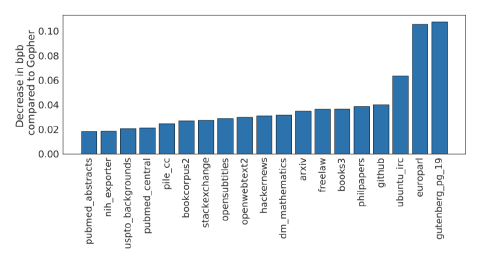 Decrease in bpb
compared to Gopher
0.10
0.08
0.06
0.04
0.02
0.00
pubmed_abstracts
nih_exporter
uspto_backgrounds
pubmed_central
pile_cc
bookcorpus2
stackexchange
opensubtitles
openwebtext2
hackernews
dm_mathematics
arxiv
freelaw
books3
philpapers
github
ubuntu_irc
europarl
gutenberg_pg_19